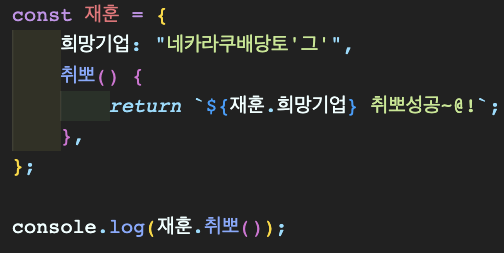 const 재훈 = {
희망기업: "네카라쿠배당토'그'",
취뽀() {
return `${재훈.희망기업} 취뽀성공~@!`;
},
};
console.log(재훈.취뽀());